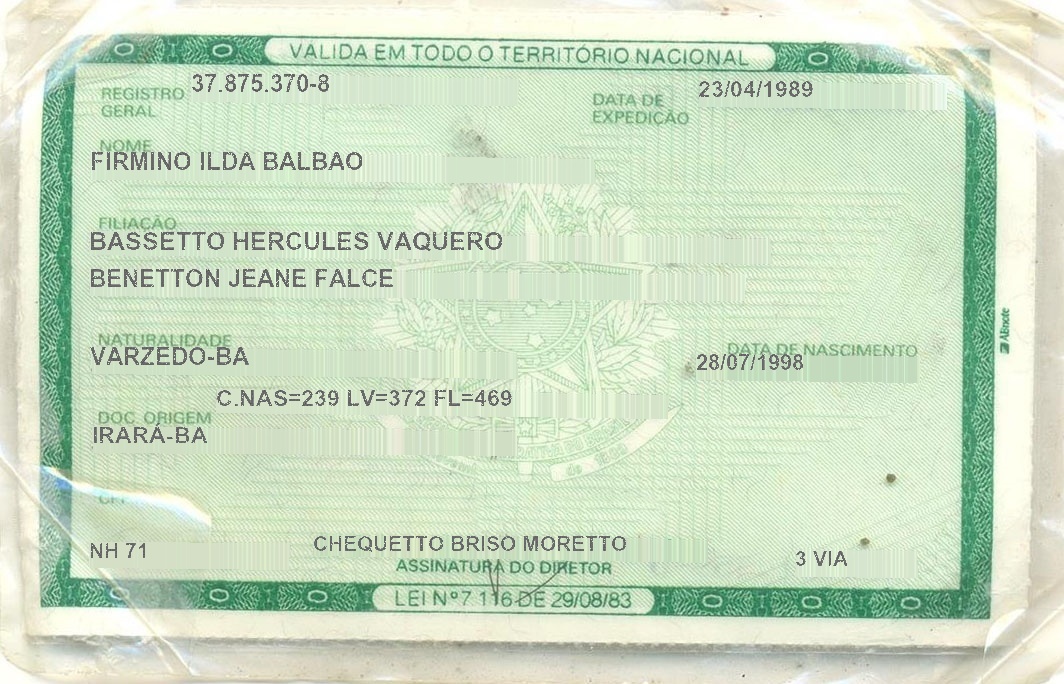 VÁLIDA EM TODO O TERRITÓRIO NACIONAL
REGISTRO GERAL 37.875.370-8 DATA DE EXPEDIÇÃO 23/04/1989
NOME
FIRMINO ILDA BALBAO
FILIAÇÃO
BASSETTO HERCULES VAQUERO
BENETTON JEANE FALCE
NATURALIDADE DATA DE NASCIMENTO
VARZEDO-BA 28/07/1998
C.NAS=239 LV=372 FL=469
DOC ORIGEM
IRARÁ-BA
CPF
NH 71 CHEQUETTO BRISO MORETTO 3 VIA
ASSINATURA DO DIRETOR
LEI Nº 7.116 DE 29/08/83